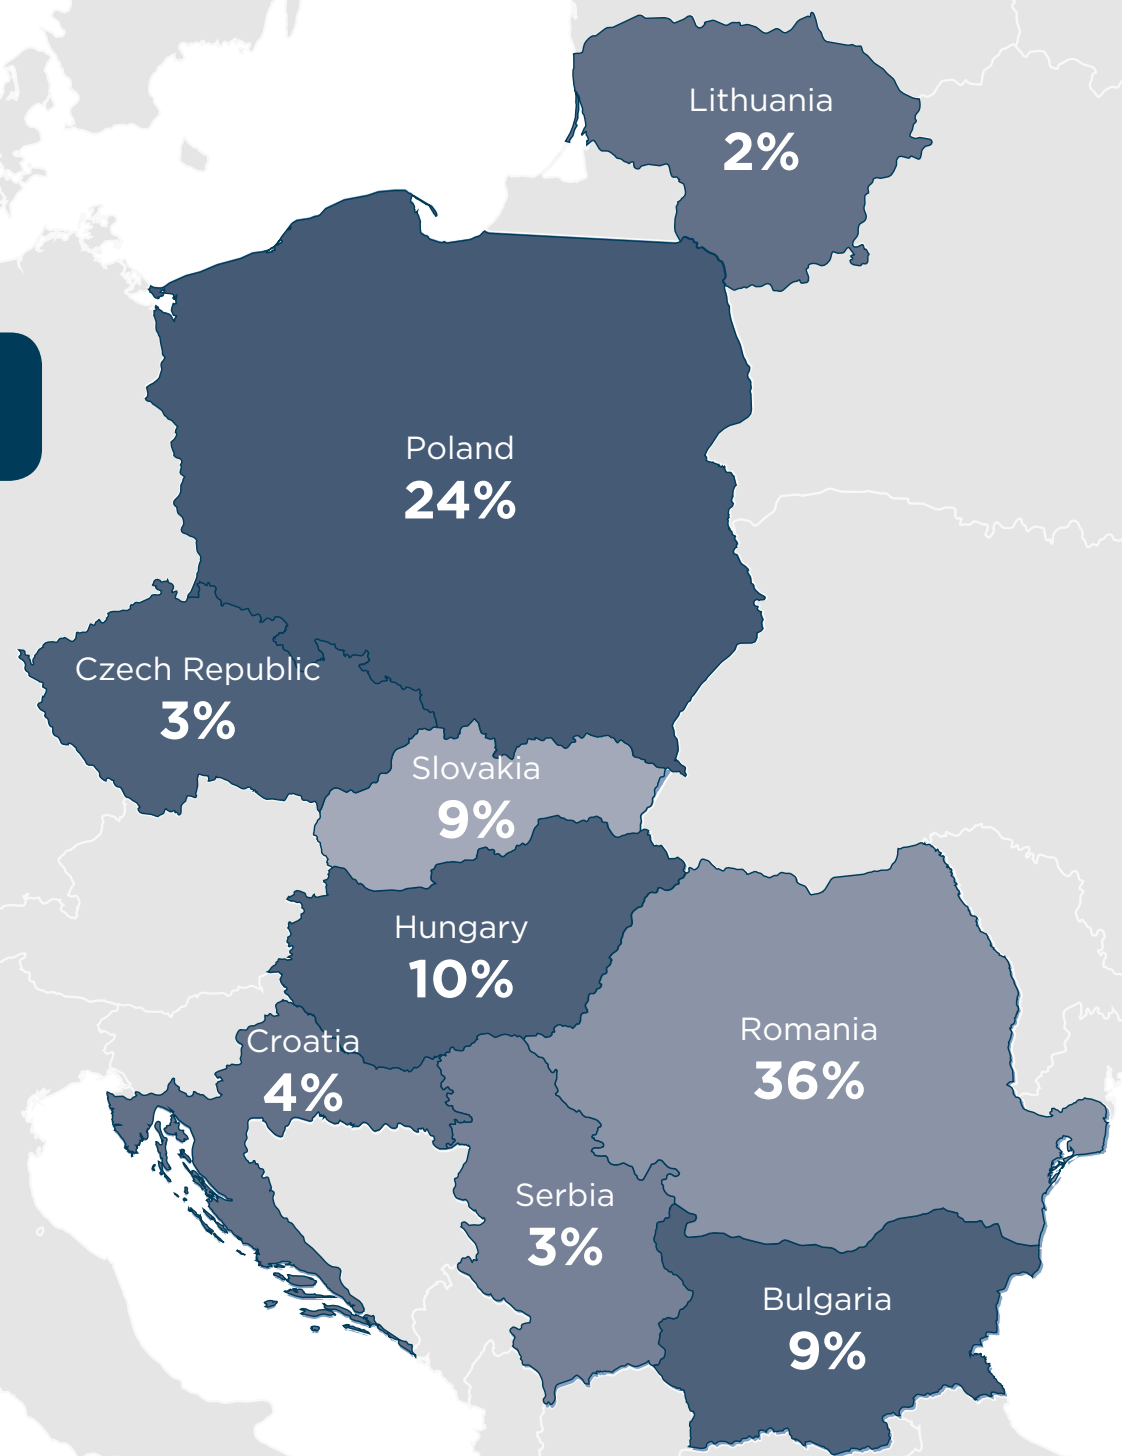 Lithuania
2%
Poland
24%
Czech Republic
3%
Slovakia
9%
Hungary
10%
Croatia
4%
Romania
36%
Serbia
3%
Bulgaria
9%